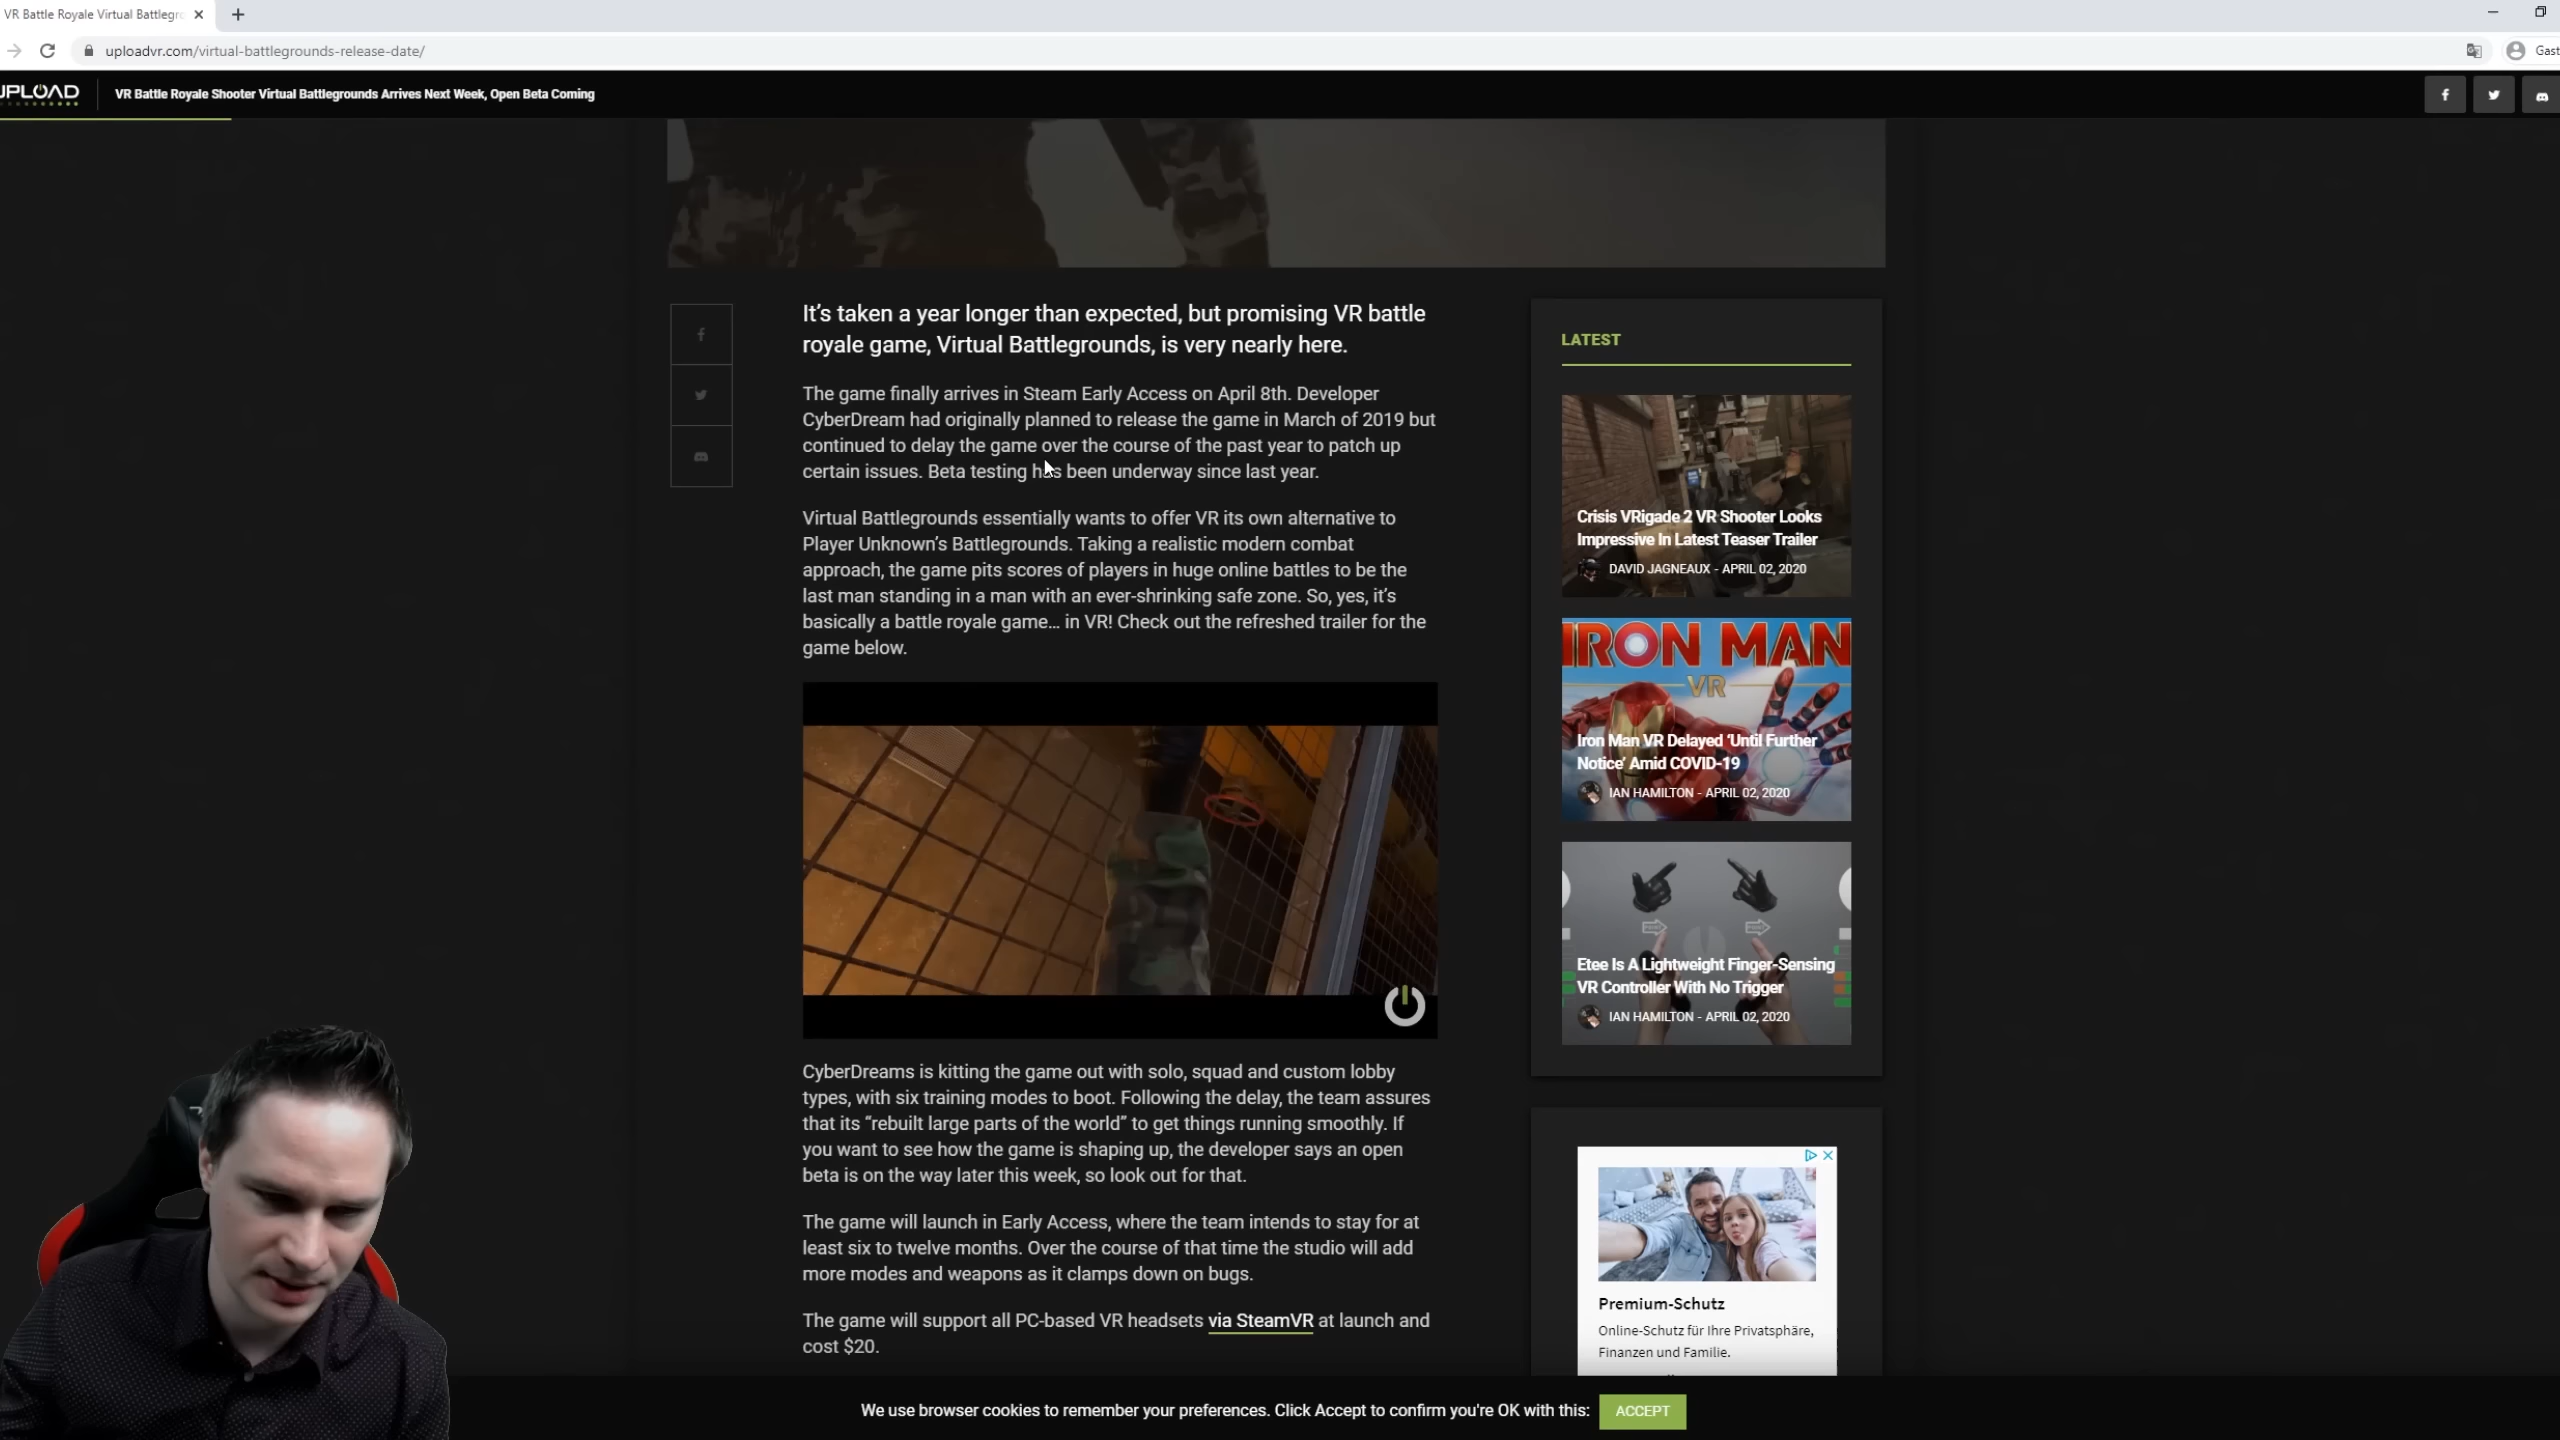 VR Battle Royale Virtual Battlegr
uploadvr.com/virtual-battlegrounds-release-date/
Gast
UPLOAD
VR Battle Royale Shooter Virtual Battlegrounds Arrives Next Week, Open Beta Coming
It's taken a year longer than expected, but promising VR battle
royale game, Virtual Battlegrounds, is very nearly here.
The game finally arrives in Steam Early Access on April 8th. Developer
CyberDream had originally planned to release the game in March of 2019 but
continued to delay the game over the course of the past year to patch up
certain issues. Beta testing has been underway since last year.
Virtual Battlegrounds essentially wants to offer VR its own alternative to
Player Unknown's Battlegrounds. Taking a realistic modern combat
approach, the game pits scores of players in huge online battles to be the
last man standing in a man with an ever-shrinking safe zone. So, yes, it's
basically a battle royale game… in VR! Check out the refreshed trailer for the
game below.
CyberDreams is kitting the game out with solo, squad and custom lobby
types, with six training modes to boot. Following the delay, the team assures
that its "rebuilt large parts of the world" to get things running smoothly. If
you want to see how the game is shaping up, the developer says an open
beta is on the way later this week, so look out for that.
The game will launch in Early Access, where the team intends to stay for at
least six to twelve months. Over the course of that time the studio will add
more modes and weapons as it clamps down on bugs.
The game will support all PC-based VR headsets via SteamVR at launch and
cost $20.
LATEST
Crisis VRigade 2 VR Shooter Looks
Impressive In Latest Teaser Trailer
DAVID JAGNEAUX - APRIL 02, 2020
IRON MAN
VR
Iron Man VR Delayed 'Until Further
Notice' Amid COVID-19
IAN HAMILTON - APRIL 02, 2020
Etee Is A Lightweight Finger-Sensing
VR Controller With No Trigger
IAN HAMILTON - APRIL 02, 2020
Premium-Schutz
Online-Schutz für Ihre Privatsphäre,
Finanzen und Familie.
We use browser cookies to remember your preferences. Click Accept to confirm you're OK with this:
ACCEPT